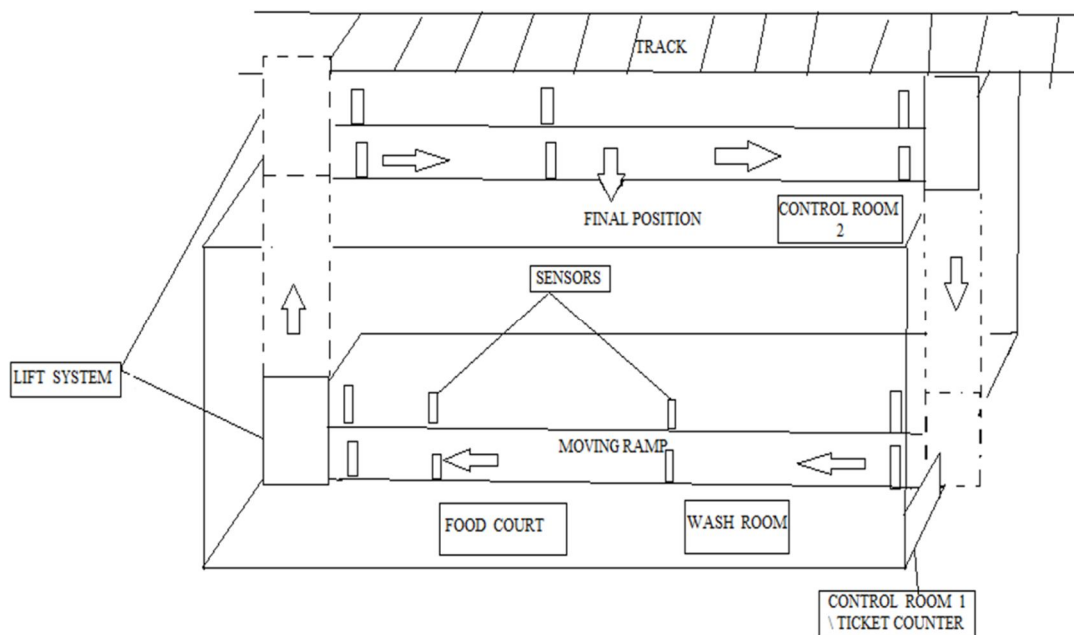 TRACK
FINAL POSITION
CONTROL ROOM
2
SENSORS
LIFT SYSTEM
MOVING RAMP
FOOD COURT
WASH ROOM
CONTROL ROOM 1
\ TICKET COUNTER